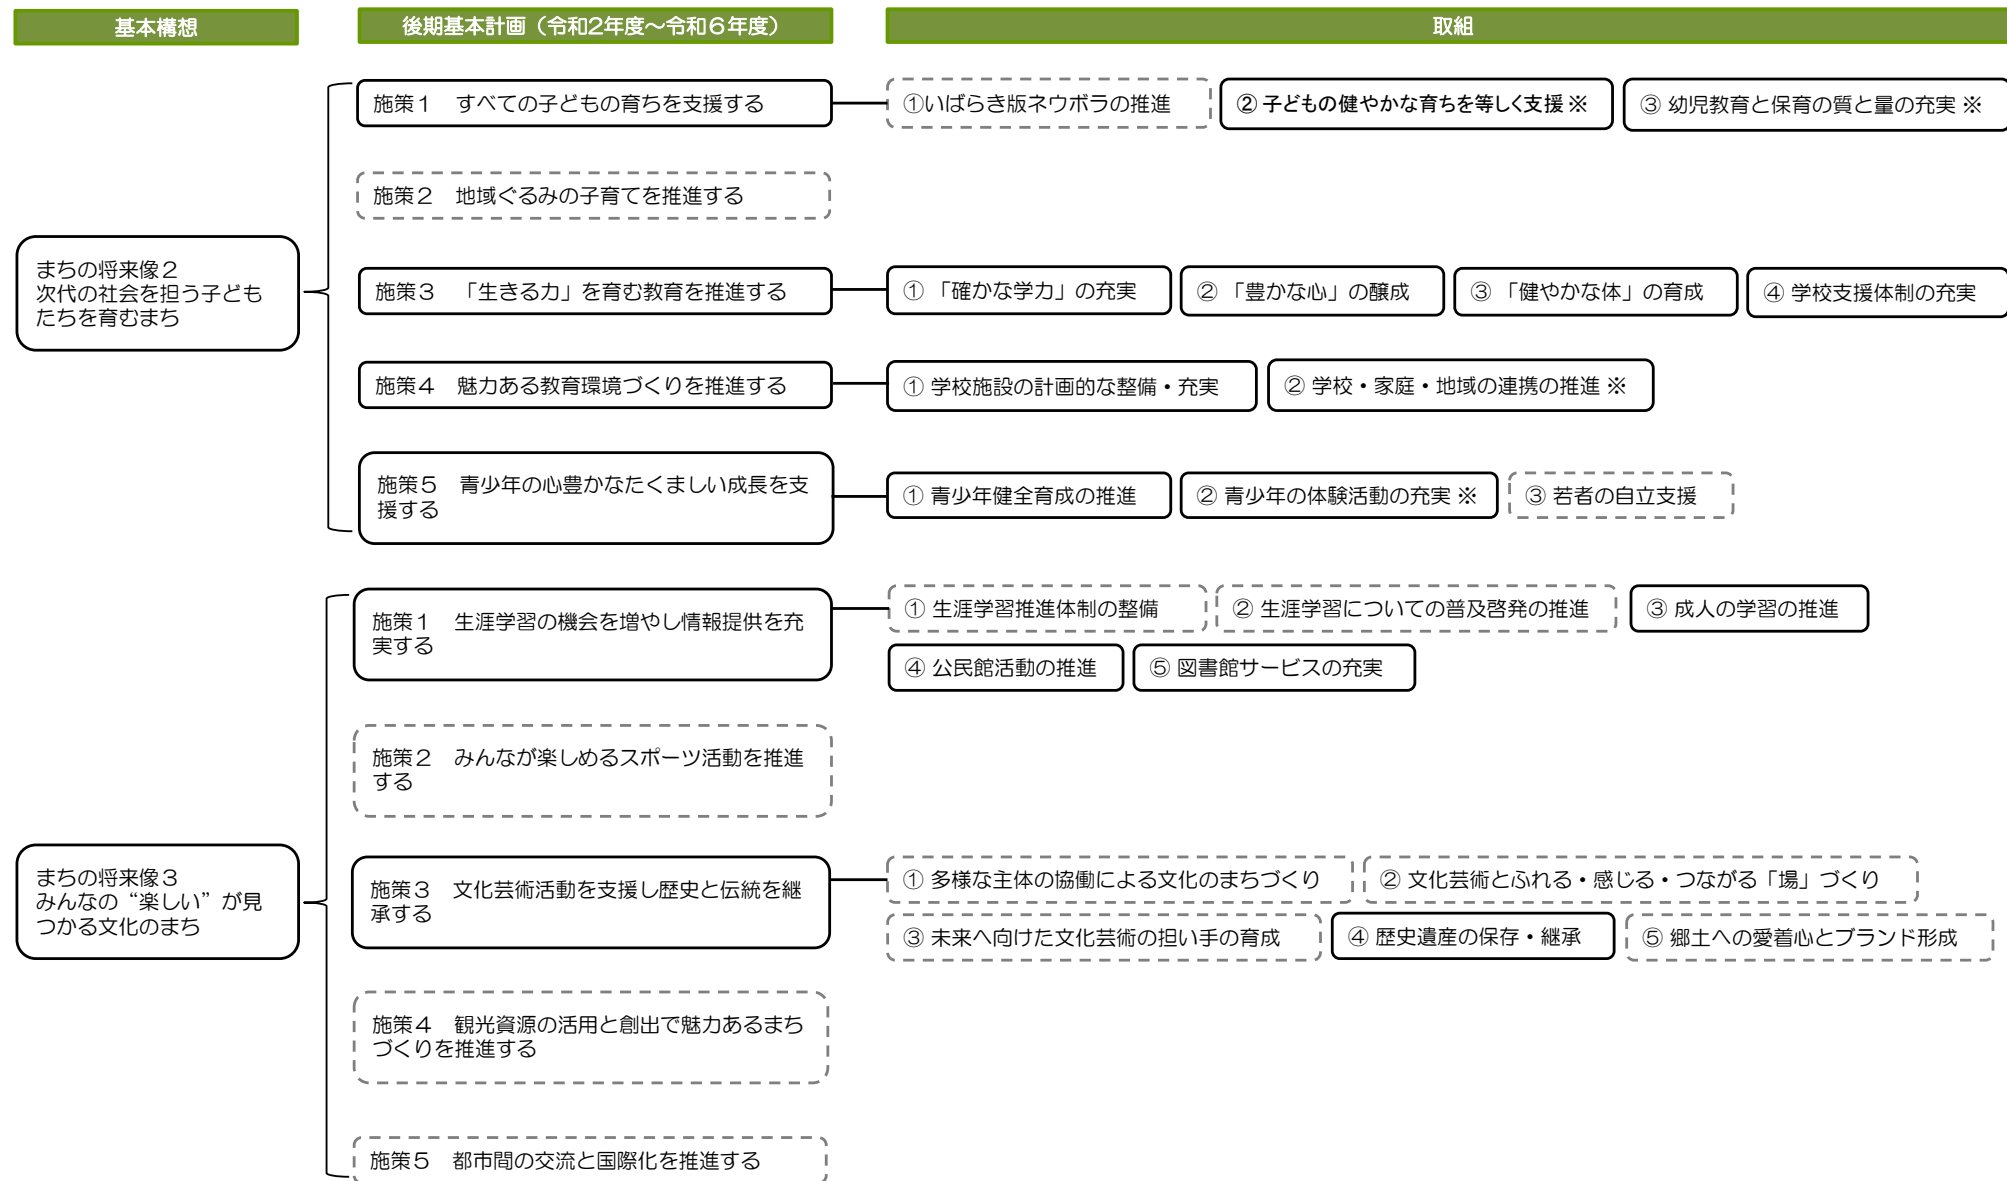 基本構想
後期基本計画（令和2年度～令和６年度）
取組
施策１　すべての子どもの育ちを支援する
①いばらき版ネウボラの推進
② 子どもの健やかな育ちを等しく支援 ※
③ 幼児教育と保育の質と量の充実 ※
施策２　地域ぐるみの子育てを推進する
まちの将来像２
次代の社会を担う子ども
たちを育むまち
施策３　「生きる力」を育む教育を推進する
① 「確かな学力」の充実
② 「豊かな心」の醸成
③ 「健やかな体」の育成
④ 学校支援体制の充実
施策４　魅力ある教育環境づくりを推進する
① 学校施設の計画的な整備・充実
② 学校・家庭・地域の連携の推進 ※
施策５　青少年の心豊かなたくましい成長を支
援する
① 青少年健全育成の推進
② 青少年の体験活動の充実 ※
③ 若者の自立支援
施策１　生涯学習の機会を増やし情報提供を充
実する
① 生涯学習推進体制の整備
② 生涯学習についての普及啓発の推進
③ 成人の学習の推進
④ 公民館活動の推進
⑤ 図書館サービスの充実
施策２　みんなが楽しめるスポーツ活動を推進
する
まちの将来像３
みんなの“楽しい”が見
つかる文化のまち
施策３　文化芸術活動を支援し歴史と伝統を継
承する
① 多様な主体の協働による文化のまちづくり
② 文化芸術とふれる・感じる・つながる「場」づくり
③ 未来へ向けた文化芸術の担い手の育成
④ 歴史遺産の保存・継承
⑤ 郷土への愛着心とブランド形成
施策４　観光資源の活用と創出で魅力あるまち
づくりを推進する
施策５　都市間の交流と国際化を推進する